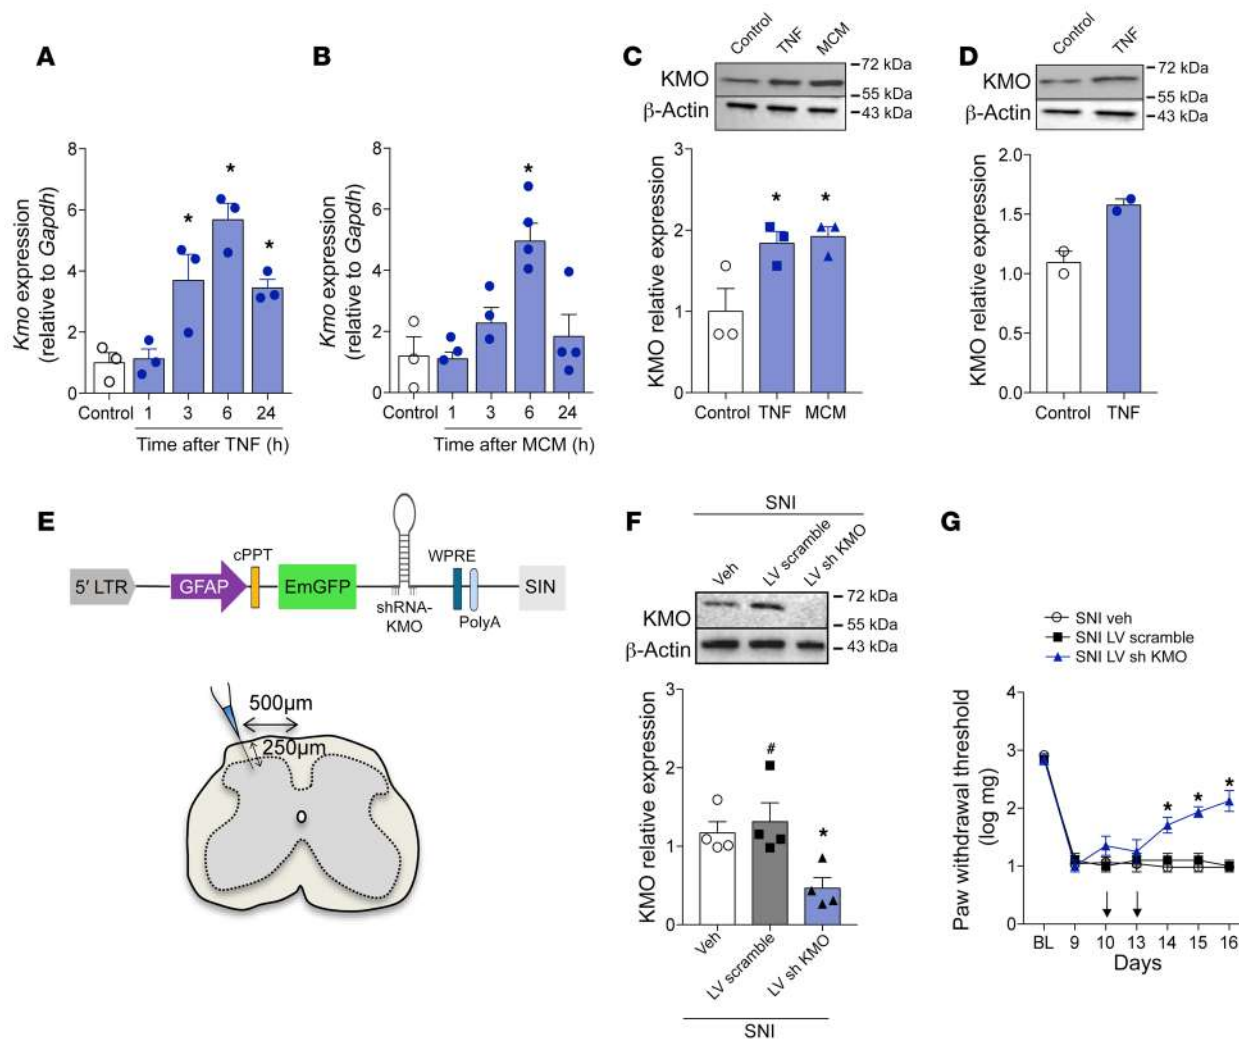 A
Kmo expression
(relative to Gapdh)
8
6
4
2
0
*
*
*
Control
1
3
6
24
Time after TNF (h)
B
Kmo expression
(relative to Gapdh)
8
6
4
2
0
*
Control
1
3
6
24
Time after MCM (h)
C
Control
TNF
MCM
KMO
β-Actin
72 kDa
55 kDa
43 kDa
KMO relative expression
3
2
1
0
*
*
Control
TNF
MCM
D
Control
TNF
KMO
β-Actin
72 kDa
55 kDa
43 kDa
KMO relative expression
2.0
1.5
1.0
0.5
0.0
Control
TNF
E
5′ LTR
GFAP
cPPT
EmGFP
shRNA-
KMO
WPRE
PolyA
SIN
500μm
250μm
F
SNI
Veh
LV scramble
LV sh KMO
KMO
β-Actin
72 kDa
55 kDa
43 kDa
KMO relative expression
3
2
1
0
#
*
Veh
LV scramble
LV sh KMO
SNI
G
SNI veh
SNI LV scramble
SNI LV sh KMO
Paw withdrawal threshold
(log mg)
4
3
2
1
0
*
*
*
BL
9
10
13
14
15
16
Days